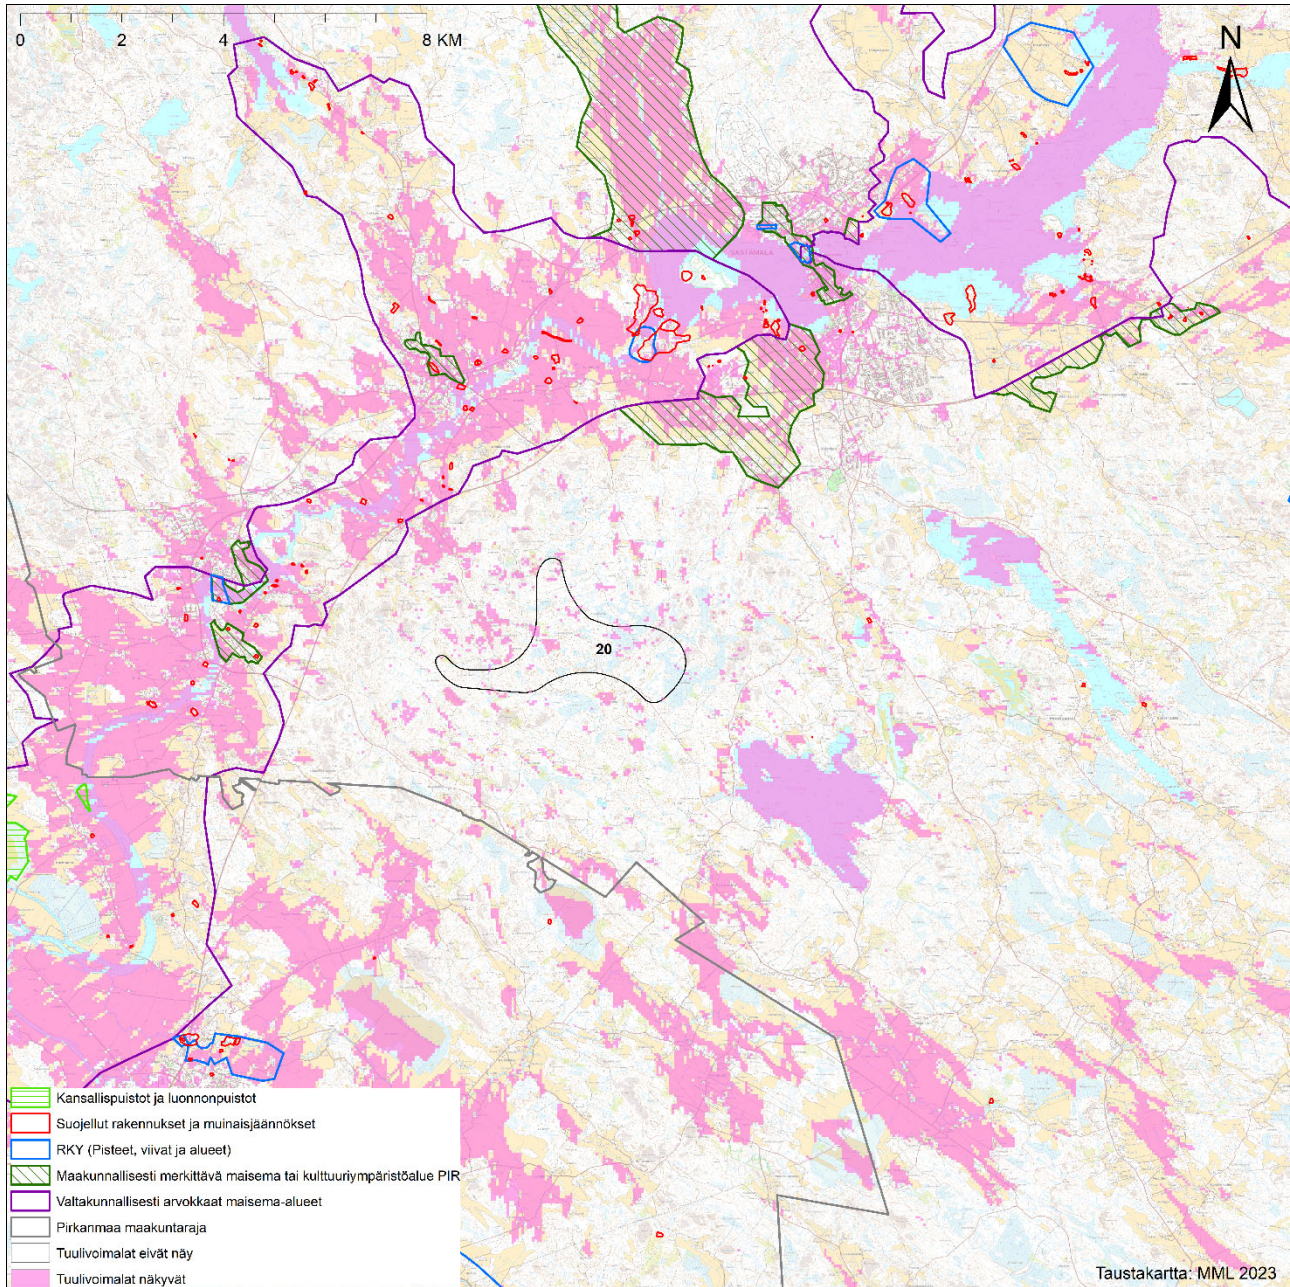 0 2 4 8 KM
N
SASTAMALA
20
Kansallispuistot ja luonnonpuistot
Suojellut rakennukset ja muinaisjäännökset
RKY (Pisteet, viivat ja alueet)
Maakunnallisesti merkittävä maisema tai kulttuuriympäristöalue PIR
Valtakunnallisesti arvokkaat maisema-alueet
Pirkanmaa maakuntaraja
Tuulivoimalat eivät näy
Tuulivoimalat näkyvät
Taustakartta: MML 2023